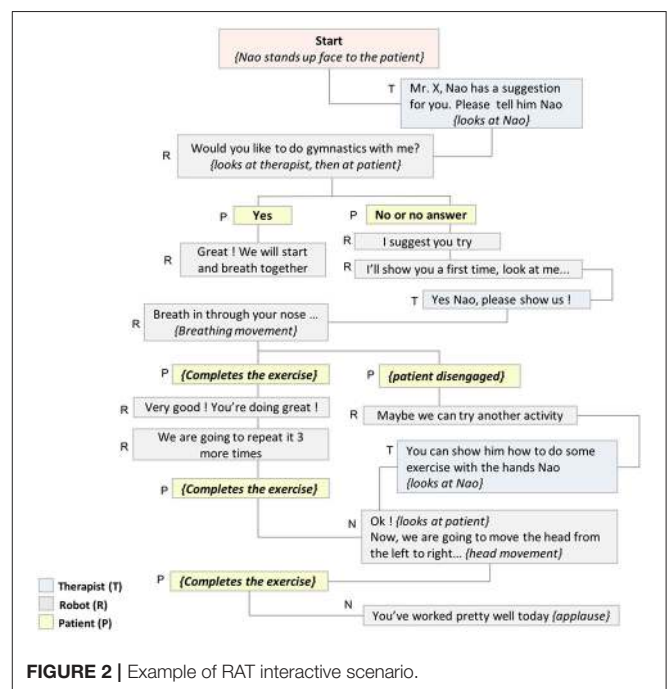 Start
{Nao stands up face to the patient}
T
Mr. X, Nao has a suggestion
for you. Please tell him Nao
{looks at Nao}
R
Would you like to do gymnastics with me?
{looks at therapist, then at patient}
P
Yes
P
No or no answer
R
Great ! We will start
and breath together
R
I suggest you try
R
I'll show you a first time, look at me...
T
Yes Nao, please show us !
R
Breath in through your nose ...
{Breathing movement}
P
{Completes the exercise}
P
{patient disengaged}
R
Very good ! You're doing great !
R
Maybe we can try another activity
R
We are going to repeat it 3
more times
T
You can show him how to do some
exercise with the hands Nao
{looks at Nao}
P
{Completes the exercise}
N
Ok ! {looks at patient}
Now, we are going to move the head from
the left to right... {head movement}
P
{Completes the exercise}
N
You've worked pretty well today {applause}
Therapist (T)
Robot (R)
Patient (P)
FIGURE 2 | Example of RAT interactive scenario.